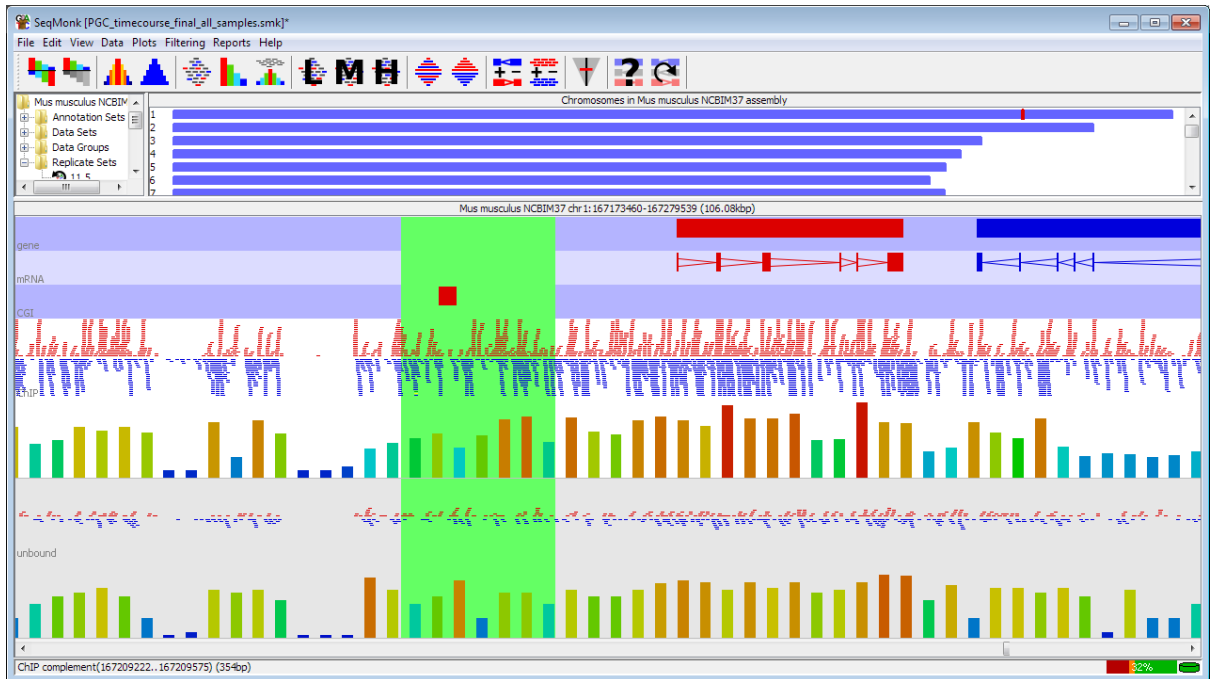 SeqMonk [PGC_timecourse_final_all_samples.smk]*
File Edit View Data Plots Filtering Reports Help
L M H ?
Mus musculus NCBIM
Annotation Sets
Data Sets
Data Groups
Replicate Sets
11.5
Chromosomes in Mus musculus NCBIM37 assembly
1
2
3
4
5
6
7
Mus musculus NCBIM37 chr1:167173460-167279539 (106.08kbp)
gene
mRNA
CGI
ChIP
unbound
ChIP complement(167209222..167209575) (354bp)
32%